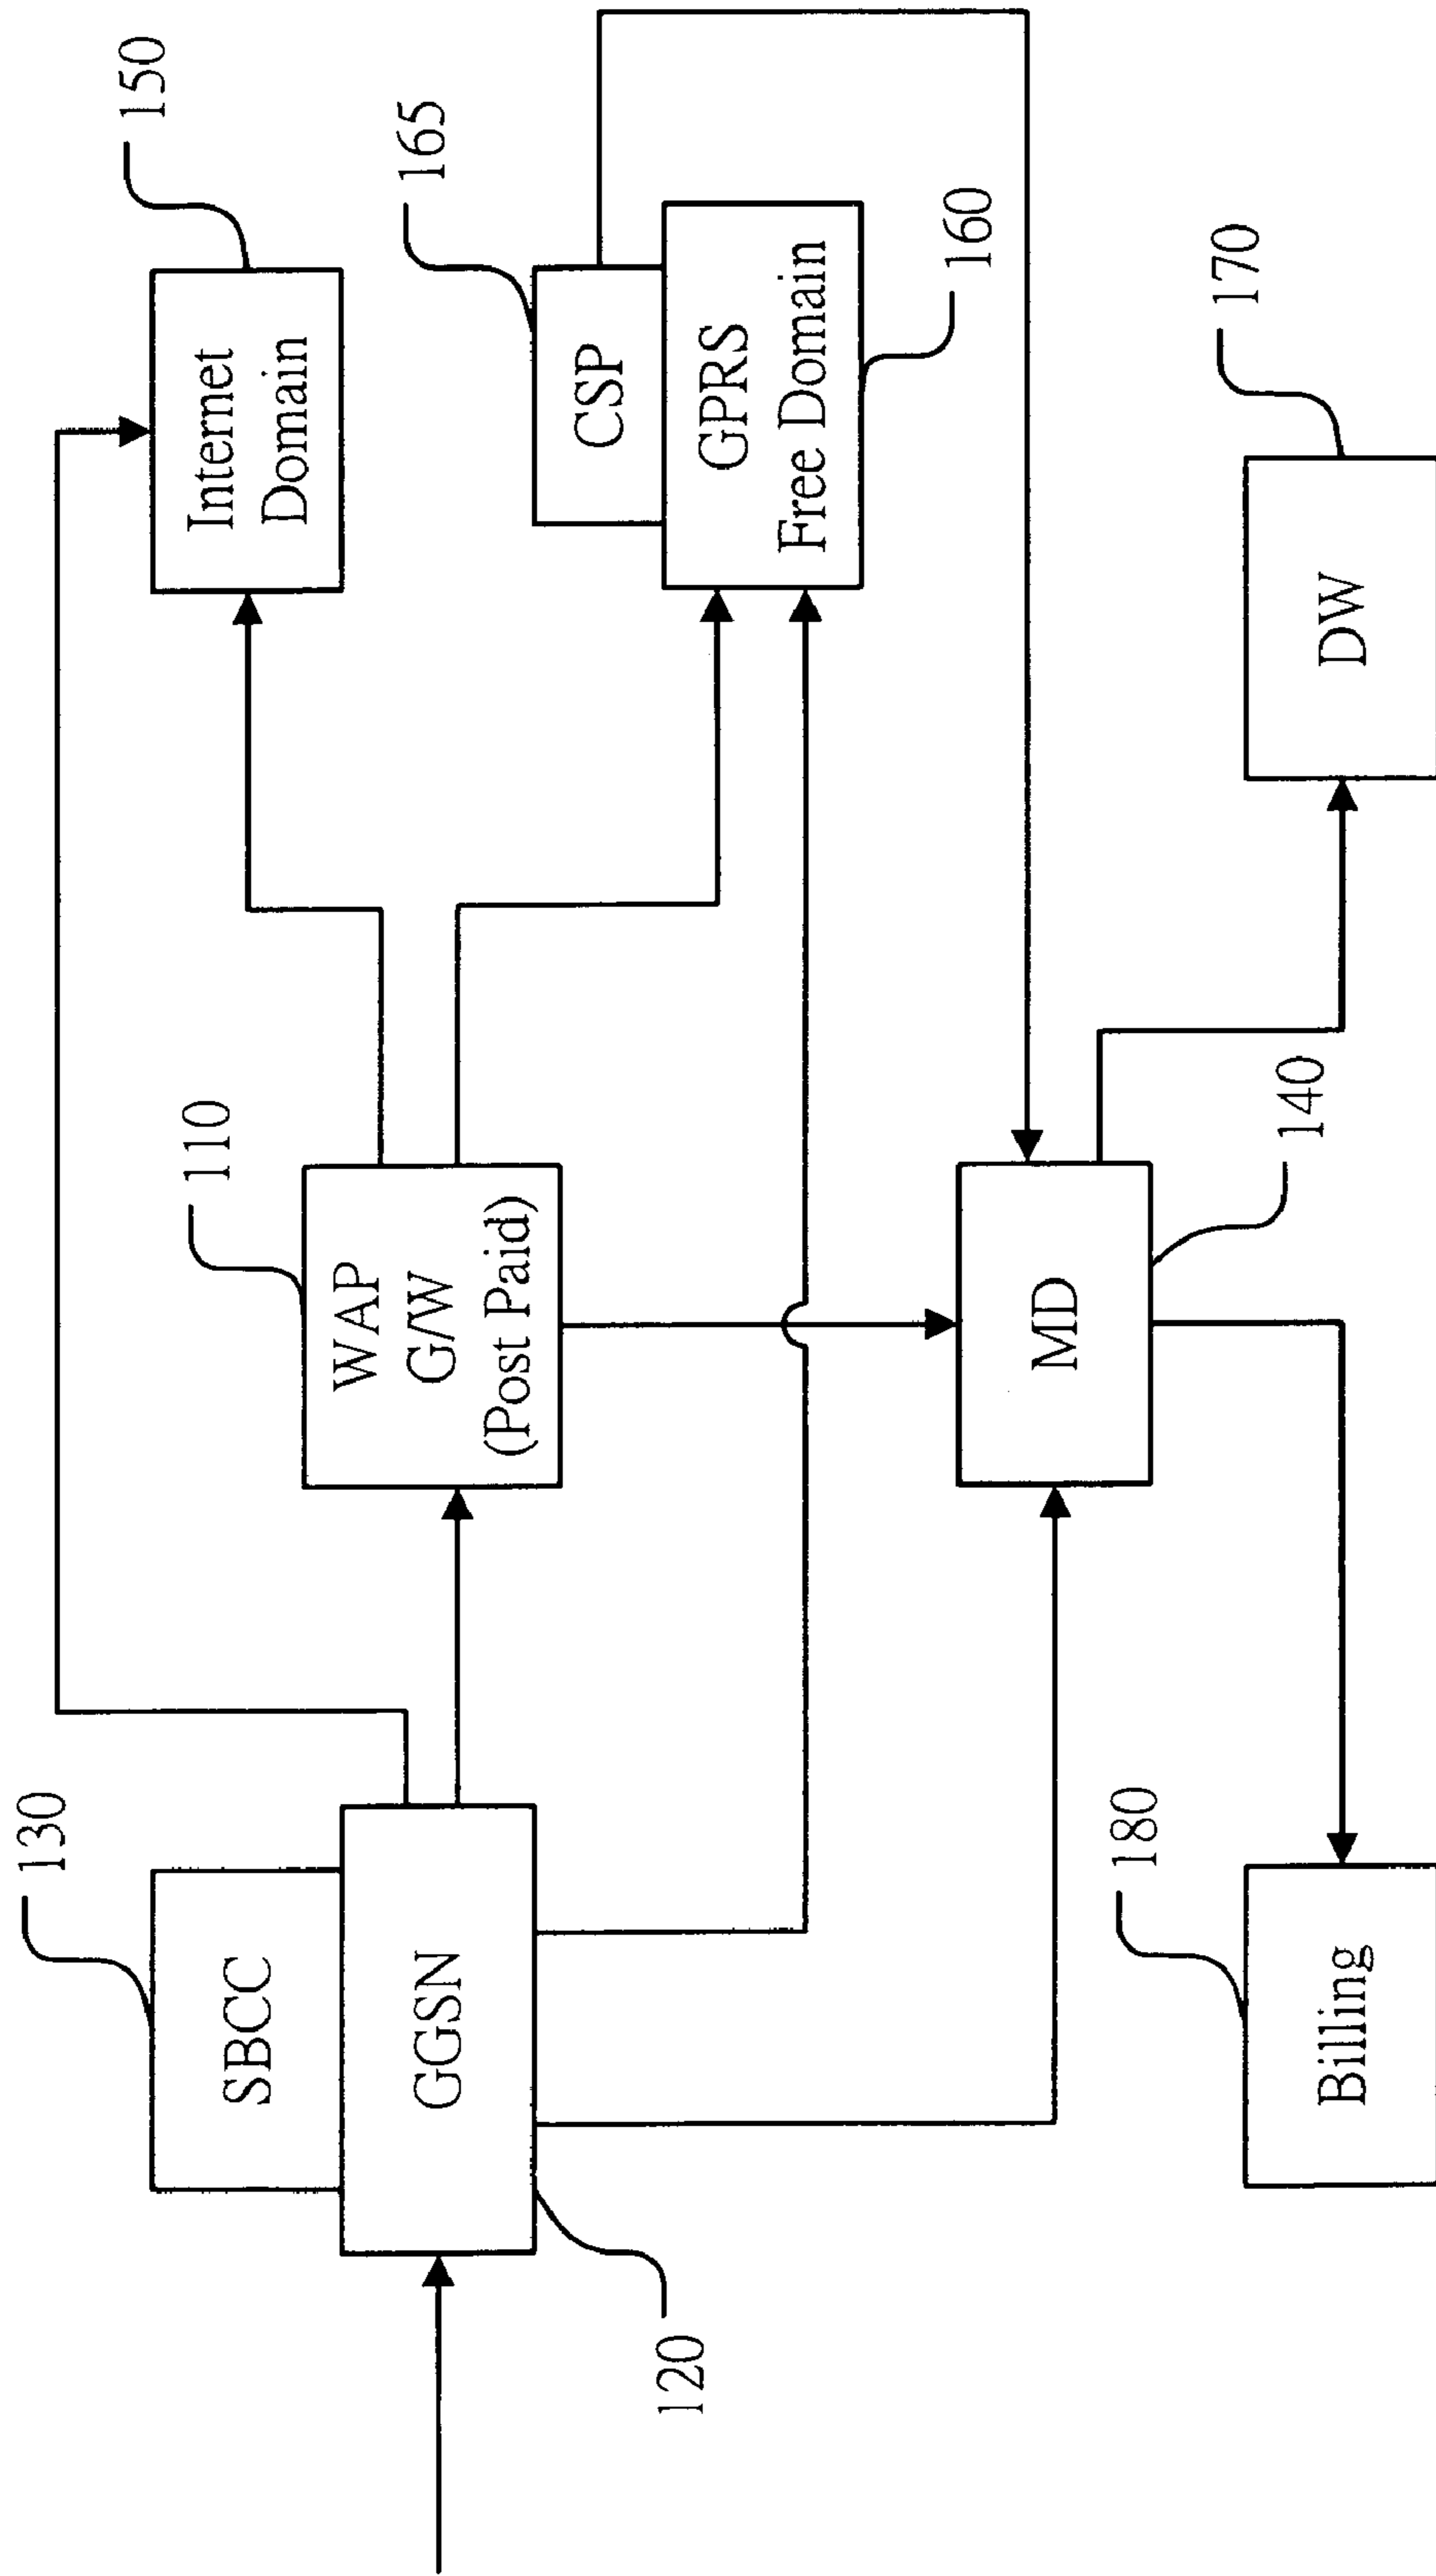 130
SBCC
GGSN
120
110
WAP
G/W
(Post Paid)
150
Internet
Domain
165
CSP
GPRS
Free Domain
160
MD
140
180
Billing
170
DW